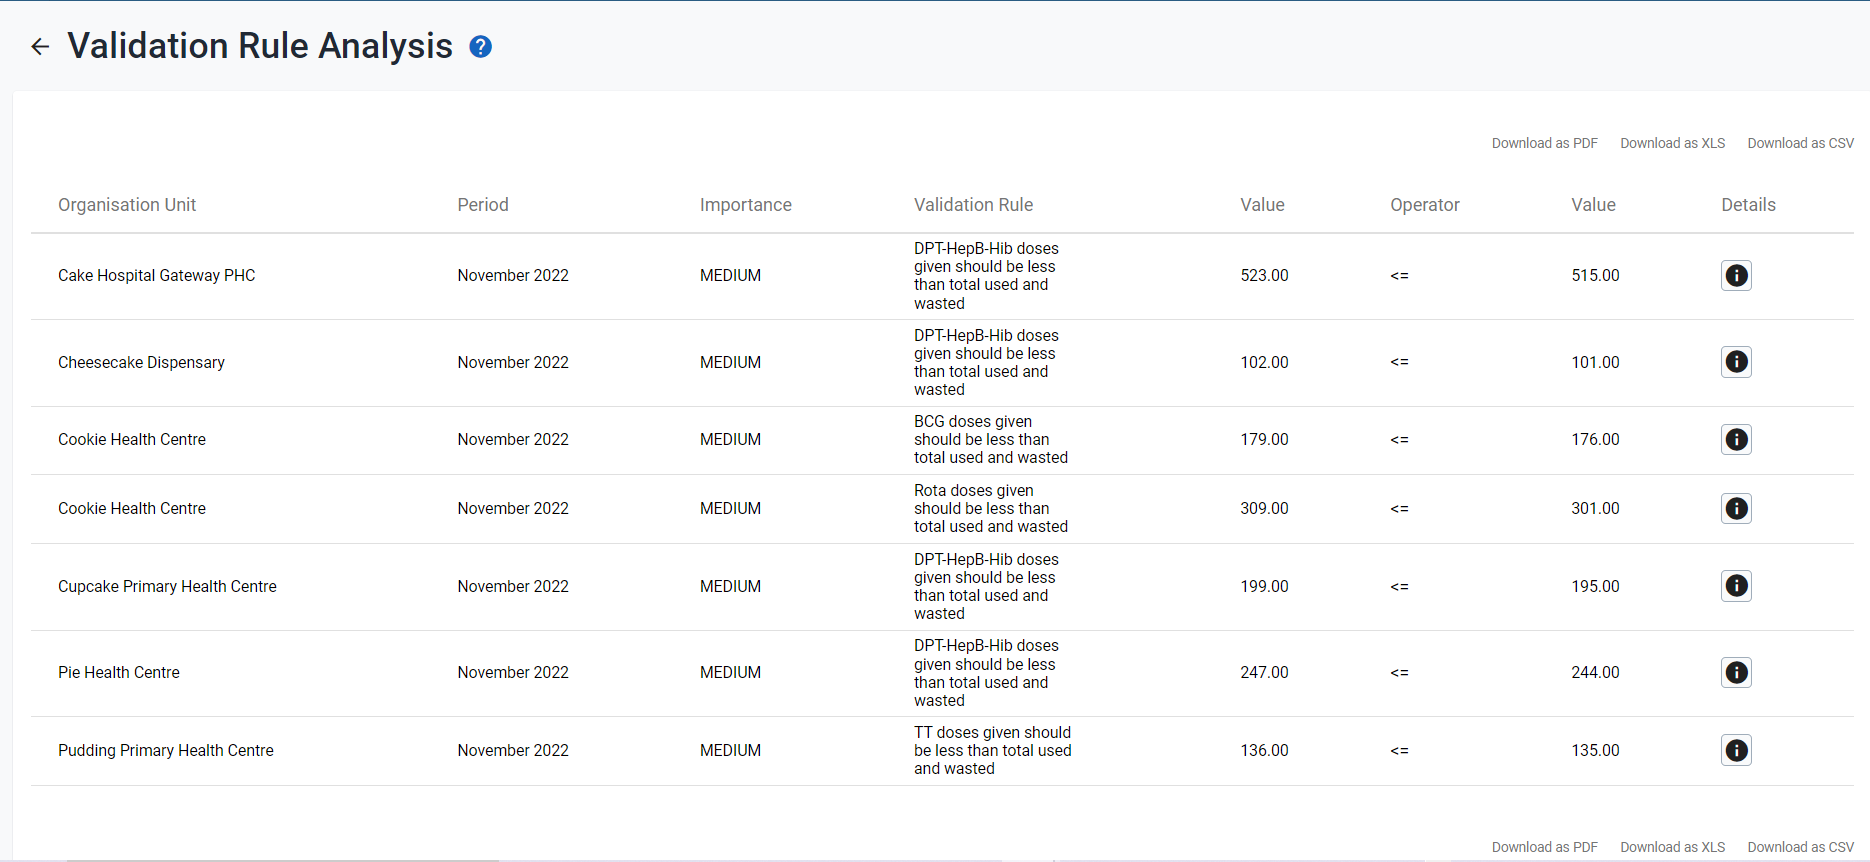 Validation Rule Analysis ?
Download as PDF Download as XLS Download as CSV
Organisation Unit Period Importance Validation Rule Value Operator Value Details
Cake Hospital Gateway PHC November 2022 MEDIUM
DPT-HepB-Hib doses
given should be less
than total used and
wasted
523.00 <= 515.00
Cheesecake Dispensary November 2022 MEDIUM
DPT-HepB-Hib doses
given should be less
than total used and
wasted
102.00 <= 101.00
Cookie Health Centre November 2022 MEDIUM
BCG doses given
should be less than
total used and wasted
179.00 <= 176.00
Cookie Health Centre November 2022 MEDIUM
Rota doses given
should be less than
total used and wasted
309.00 <= 301.00
Cupcake Primary Health Centre November 2022 MEDIUM
DPT-HepB-Hib doses
given should be less
than total used and
wasted
199.00 <= 195.00
Pie Health Centre November 2022 MEDIUM
DPT-HepB-Hib doses
given should be less
than total used and
wasted
247.00 <= 244.00
Pudding Primary Health Centre November 2022 MEDIUM
TT doses given should
be less than total used
and wasted
136.00 <= 135.00
Download as PDF Download as XLS Download as CSV